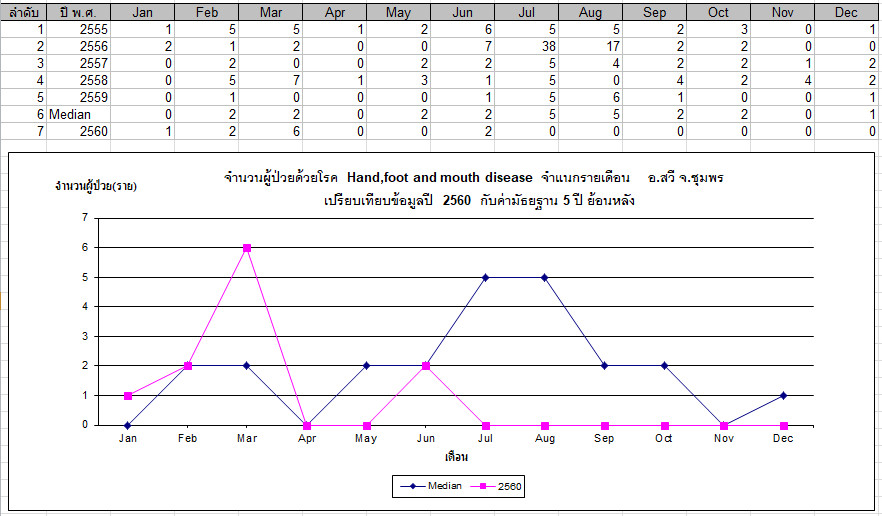 ลำดับ ปี พ.ศ. Jan Feb Mar Apr May Jun Jul Aug Sep Oct Nov Dec
1 2555 1 5 5 1 2 6 5 5 2 3 0 1
2 2556 2 1 2 0 0 7 38 17 2 2 0 0
3 2557 0 2 0 0 2 2 5 4 2 2 1 2
4 2558 0 5 7 1 3 1 5 0 4 2 4 2
5 2559 0 1 0 0 0 1 5 6 1 0 0 1
6 Median 0 2 2 0 2 2 5 5 2 2 0 1
7 2560 1 2 6 0 0 2 0 0 0 0 0 0
จำนวนผู้ป่วยด้วยโรค Hand,foot and mouth disease จำแนกรายเดือน อ.สวี จ.ชุมพร
จำนวนผู้ป่วย(ราย)
เปรียบเทียบข้อมูลปี 2560 กับค่ามัธยฐาน 5 ปี ย้อนหลัง
7
6
5
4
3
2
1
0
Jan Feb Mar Apr May Jun Jul Aug Sep Oct Nov Dec
เดือน
Median 2560